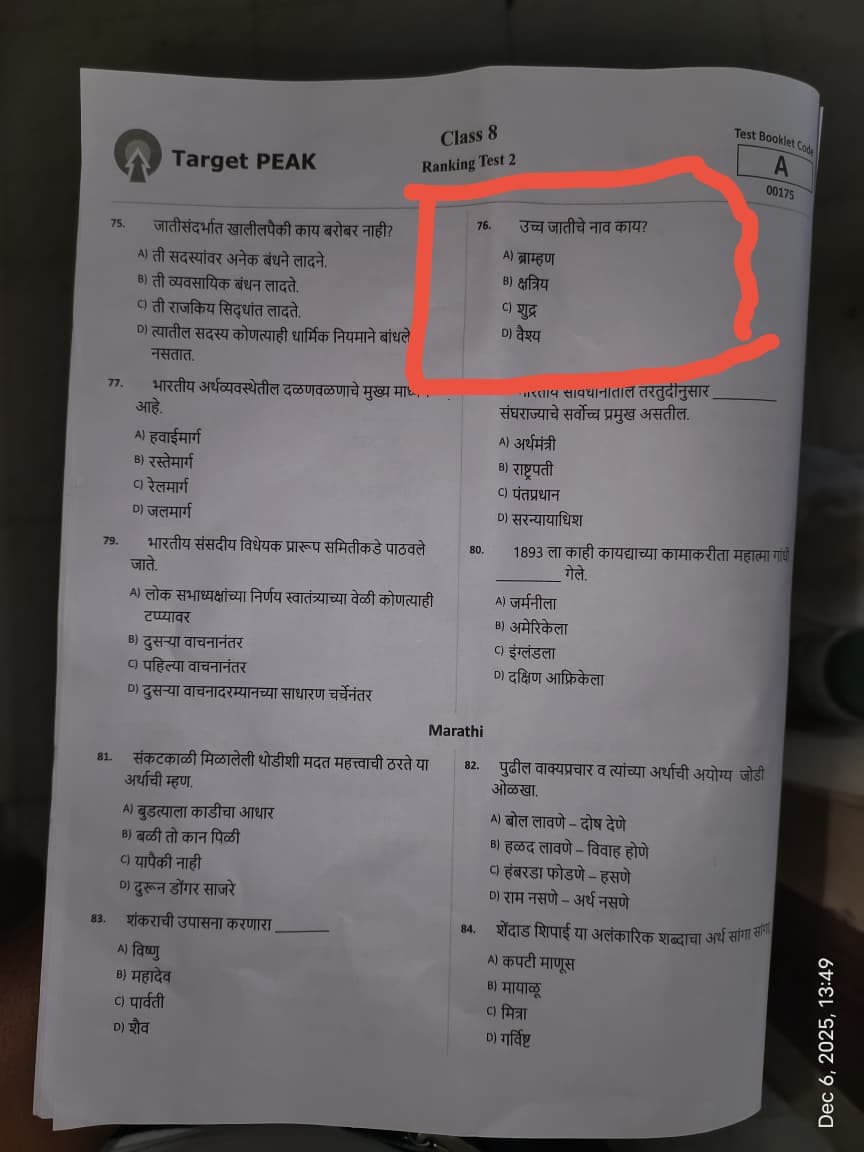 Target PEAK
Class 8
Ranking Test 2
Test Booklet Code
A
00175
75. जातीसंदर्भात खालीलपैकी काय बरोबर नाही?
A) ती सदस्यांवर अनेक बंधने लादने.
B) ती व्यवसायिक बंधन लादते.
C) ती राजकिय सिद्धांत लादते.
D) त्यातील सदस्य कोणत्याही धार्मिक नियमाने बांधले
नसतात.
76. उच्च जातीचे नाव काय?
A) ब्राम्हण
B) क्षत्रिय
C) शुद्र
D) वैश्य
77. भारतीय अर्थव्यवस्थेतील दळणवळणाचे मुख्य
आहे.
A) हवाईमार्ग
B) रस्तेमार्ग
C) रेलमार्ग
D) जलमार्ग
तरतुदीनुसार ________
संघराज्याचे सर्वोच्च प्रमुख असतील.
A) अर्थमंत्री
B) राष्ट्रपती
C) पंतप्रधान
D) सरन्यायाधिश
79. भारतीय संसदीय विधेयक प्रारूप समितीकडे पाठवले
जाते.
A) लोक सभाध्यक्षांच्या निर्णय स्वातंत्र्याच्या वेळी कोणत्याही
टप्प्यावर
B) दुसऱ्या वाचनानंतर
C) पहिल्या वाचनानंतर
D) दुसऱ्या वाचनादरम्यानच्या साधारण चर्चेनंतर
80. 1893 ला काही कायद्याच्या कामाकरीता महात्मा गांधी
________ गेले.
A) जर्मनीला
B) अमेरिकेला
C) इंग्लंडला
D) दक्षिण आफ्रिकेला
Marathi
81. संकटकाळी मिळालेली थोडीशी मदत महत्त्वाची ठरते या
अर्थाची म्हण.
A) बुडत्याला काडीचा आधार
B) बळी तो कान पिळी
C) यापैकी नाही
D) दुरून डोंगर साजरे
82. पुढील वाक्यप्रचार व त्यांच्या अर्थाची अयोग्य जोडी
ओळखा.
A) बोल लावणे – दोष देणे
B) हळद लावणे – विवाह होणे
C) हंबरडा फोडणे – हसणे
D) राम नसणे – अर्थ नसणे
83. शंकराची उपासना करणारा ________
A) विष्णु
B) महादेव
C) पार्वती
D) शैव
84. शेंदाड शिपाई या अलंकारिक शब्दाचा अर्थ सांगा
A) कपटी माणूस
B) मायाळू
C) मित्रा
D) गर्विष्ट
Dec 6, 2025, 13:49